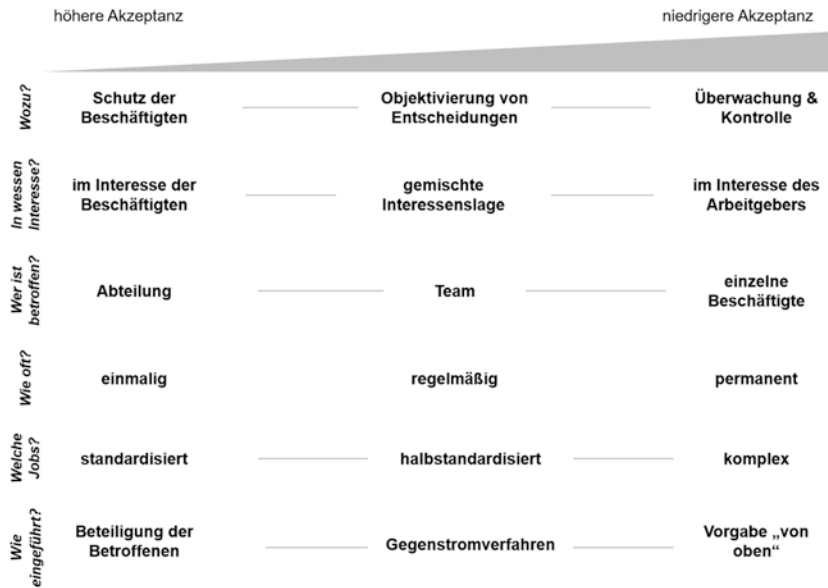 höhere Akzeptanz
niedrigere Akzeptanz
Wozu?
Schutz der
Beschäftigten
Objektivierung von
Entscheidungen
Überwachung &
Kontrolle
In wessen
Interesse?
im Interesse der
Beschäftigten
gemischte
Interessenslage
im Interesse des
Arbeitgebers
Wer ist
betroffen?
Abteilung
Team
einzelne
Beschäftigte
Wie oft?
einmalig
regelmäßig
permanent
Welche
Jobs?
standardisiert
halbstandardisiert
komplex
Wie
eingeführt?
Beteiligung der
Betroffenen
Gegenstromverfahren
Vorgabe „von
oben“